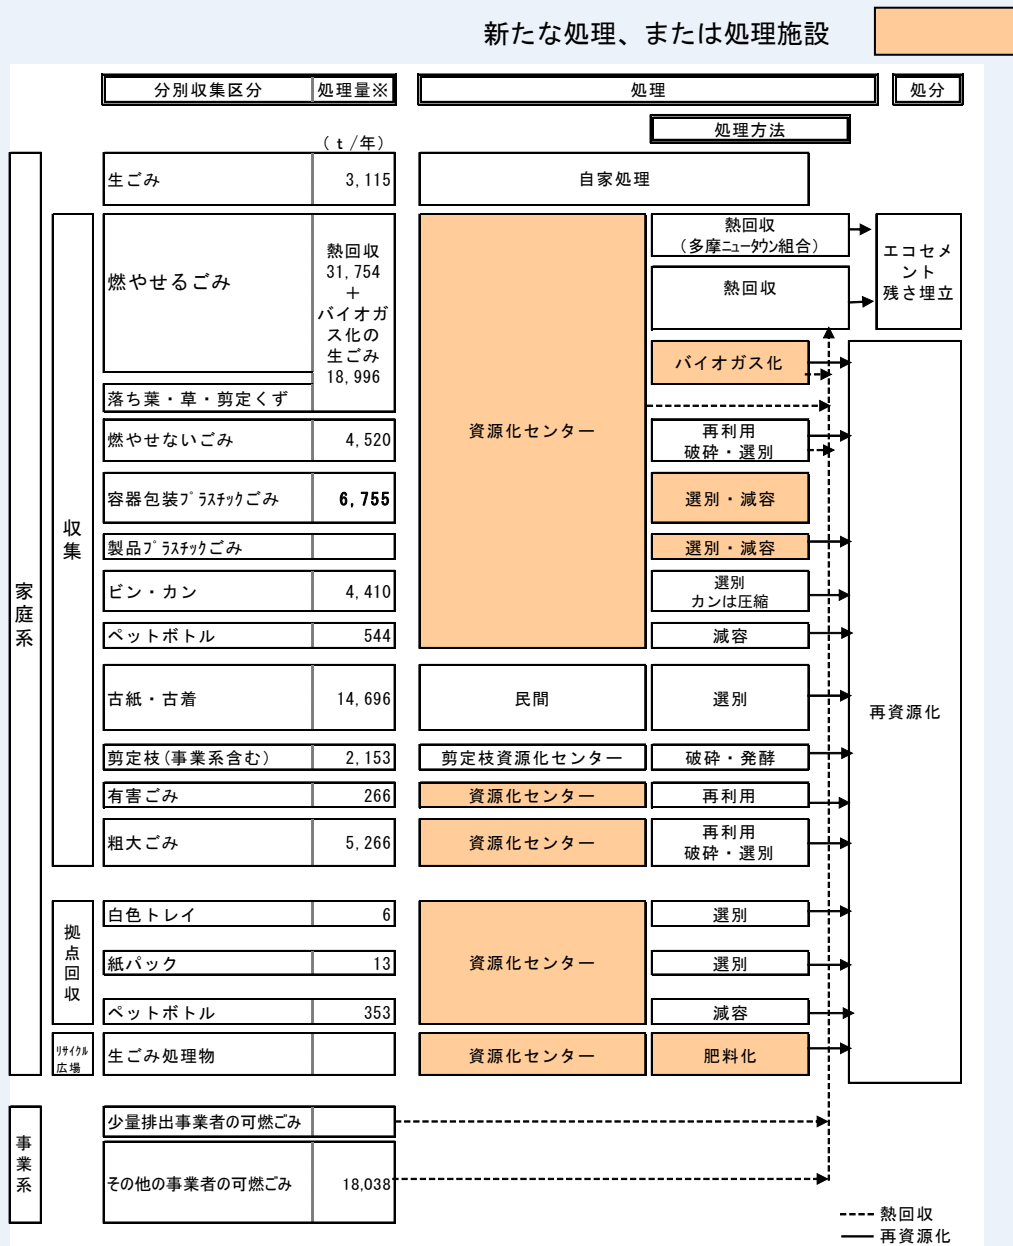 新たな処理、または処理施設
分別収集区分 処理量※ 処理 処分
処理方法
(ｔ/年)
家庭系
生ごみ 3,115 自家処理
収集
燃やせるごみ
熱回収
31,754
＋
バイオガ
ス化の
生ごみ
18,996
落ち葉・草・剪定くず
資源化センター
熱回収
(多摩ﾆｭｰﾀｳﾝ組合)
熱回収
エコセメ
ント
残さ埋立
バイオガス化
再資源化
燃やせないごみ 4,520
再利用
破砕・選別
容器包装ﾌﾟﾗｽﾁｯｸごみ 6,755 選別・減容
製品ﾌﾟﾗｽﾁｯｸごみ 選別・減容
ビン・カン 4,410
選別
カンは圧縮
ペットボトル 544 減容
古紙・古着 14,696 民間 選別
剪定枝(事業系含む) 2,153 剪定枝資源化センター 破砕・発酵
有害ごみ 266 資源化センター 再利用
粗大ごみ 5,266 資源化センター
再利用
破砕・選別
拠点回収
白色トレイ 6 選別
紙パック 13 資源化センター 選別
ペットボトル 353 減容
ﾘｻｲｸﾙ
広場
生ごみ処理物 資源化センター 肥料化
事業系
少量排出事業者の可燃ごみ
その他の事業者の可燃ごみ 18,038
熱回収
再資源化